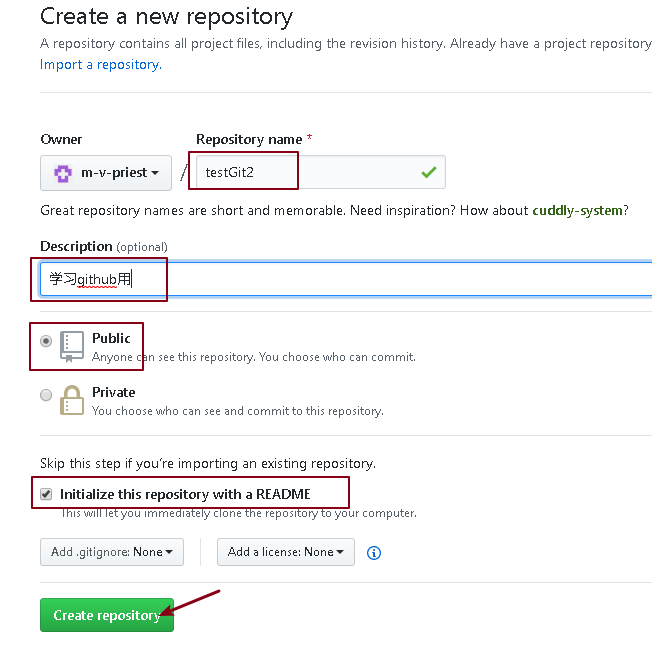 Create a new repository
A repository contains all project files, including the revision history. Already have a project repository
Import a repository.
Owner
Repository name *
m-v-priest
/
testGit2
Great repository names are short and memorable. Need inspiration? How about cuddly-system?
Description (optional)
学习github用
Public
Anyone can see this repository. You choose who can commit.
Private
You choose who can see and commit to this repository.
Skip this step if you're importing an existing repository.
Initialize this repository with a README
This will let you immediately clone the repository to your computer.
Add .gitignore: None
Add a license: None
Create repository